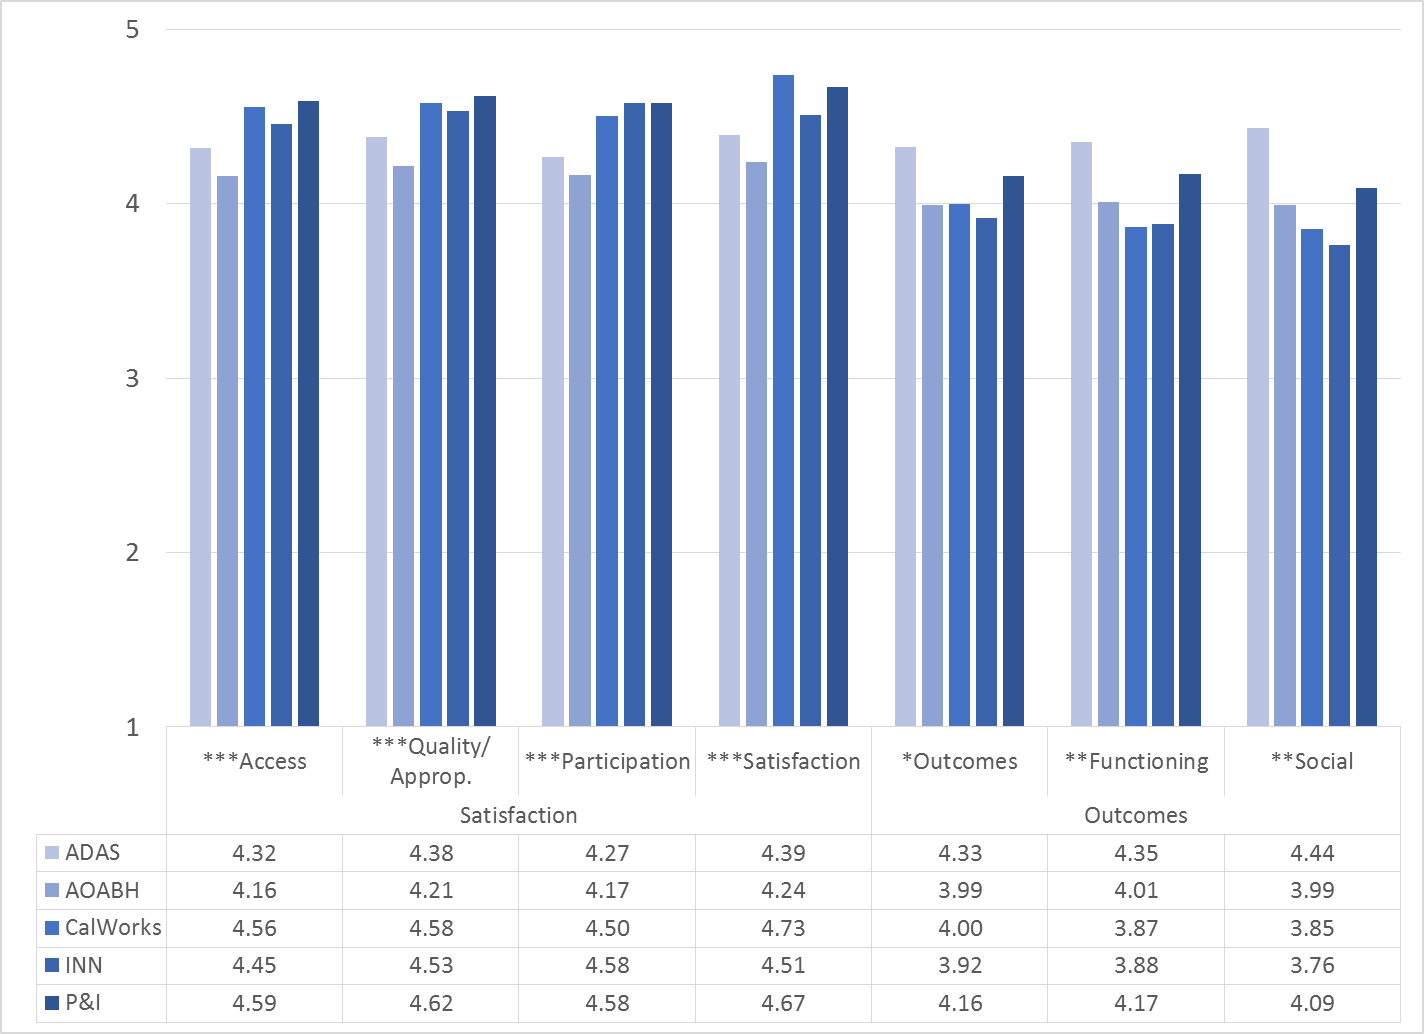 5
4
3
2
1
***Access
***Quality/
Approp.
***Participation
***Satisfaction
*Outcomes
**Functioning
**Social
Satisfaction
Outcomes
ADAS 4.32 4.38 4.27 4.39 4.33 4.35 4.44
AOABH 4.16 4.21 4.17 4.24 3.99 4.01 3.99
CalWorks 4.56 4.58 4.50 4.73 4.00 3.87 3.85
INN 4.45 4.53 4.58 4.51 3.92 3.88 3.76
P&I 4.59 4.62 4.58 4.67 4.16 4.17 4.09